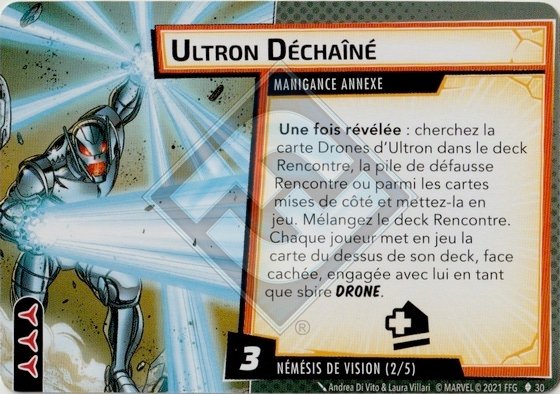 Ultron Déchaîné
MANIGANCE ANNEXE
Une fois révélée : cherchez la
carte Drones d'Ultron dans le deck
Rencontre, la pile de défausse
Rencontre ou parmi les cartes
mises de côté et mettez-la en
jeu. Mélangez le deck Rencontre.
Chaque joueur met en jeu la
carte du dessus de son deck, face
cachée, engagée avec lui en tant
que sbire DRONE.
®
3
NÉMÉSIS DE VISION (2/5)
Andrea Di Vito & Laura Villari © MARVEL © 2021 FFG 30